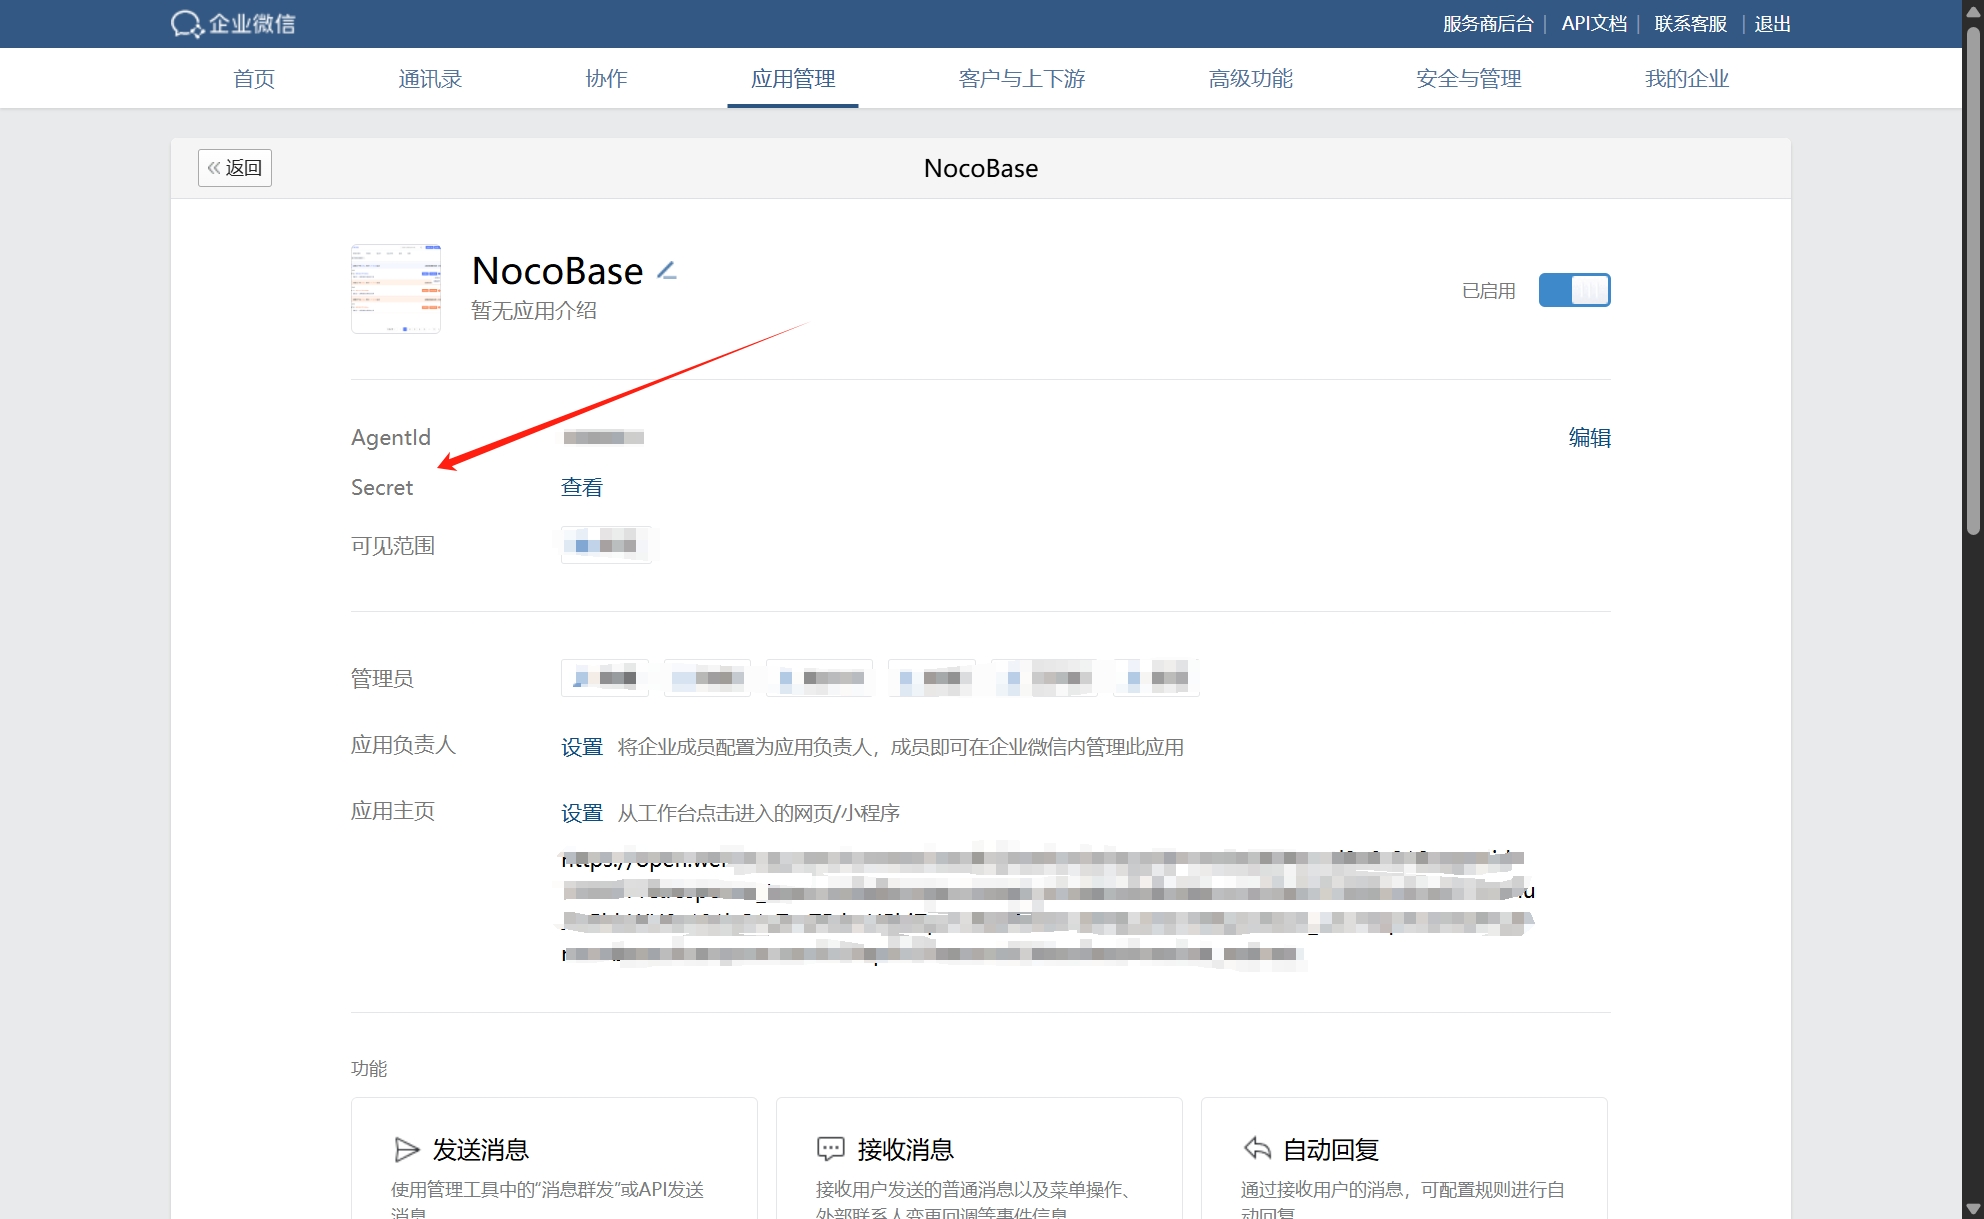 企业微信
服务商后台 | API文档 | 联系客服 | 退出
首页 通讯录 协作 应用管理 客户与上下游 高级功能 安全与管理 我的企业
« 返回
NocoBase
NocoBase
暂无应用介绍
已启用
AgentId
编辑
Secret 查看
可见范围
管理员
应用负责人 设置 将企业成员配置为应用负责人，成员即可在企业微信内管理此应用
应用主页 设置 从工作台点击进入的网页/小程序
功能
发送消息
使用管理工具中的“消息群发”或API发送
消息
接收消息
接收用户发送的普通消息以及菜单操作、
外部联系人变更回调等事件信息
自动回复
通过接收用户的消息，可配置规则进行自
动回复